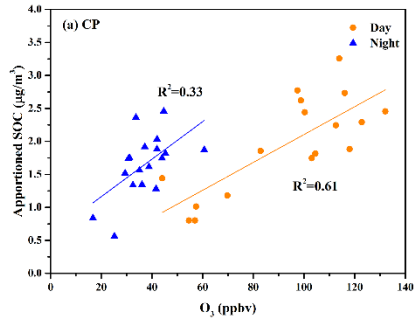 (a) CP
Day
Night
R²=0.33
R²=0.61
Apportioned SOC (μg/m³)
4.0
3.5
3.0
2.5
2.0
1.5
1.0
0.5
0.0
0 20 40 60 80 100 120 140
O₃ (ppbv)